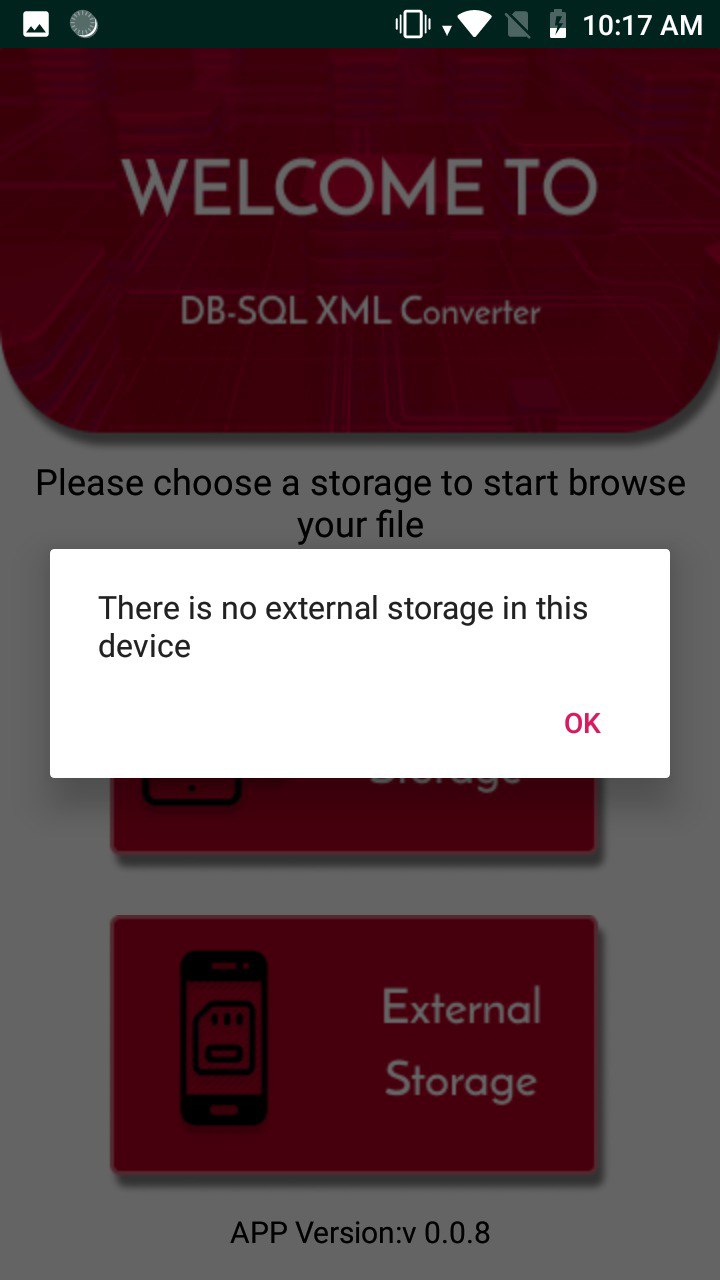 10:17 AM
WELCOME TO
DB-SQL XML Converter
Please choose a storage to start browse
your file
There is no external storage in this
device
OK
Storage
External
Storage
APP Version:v 0.0.8